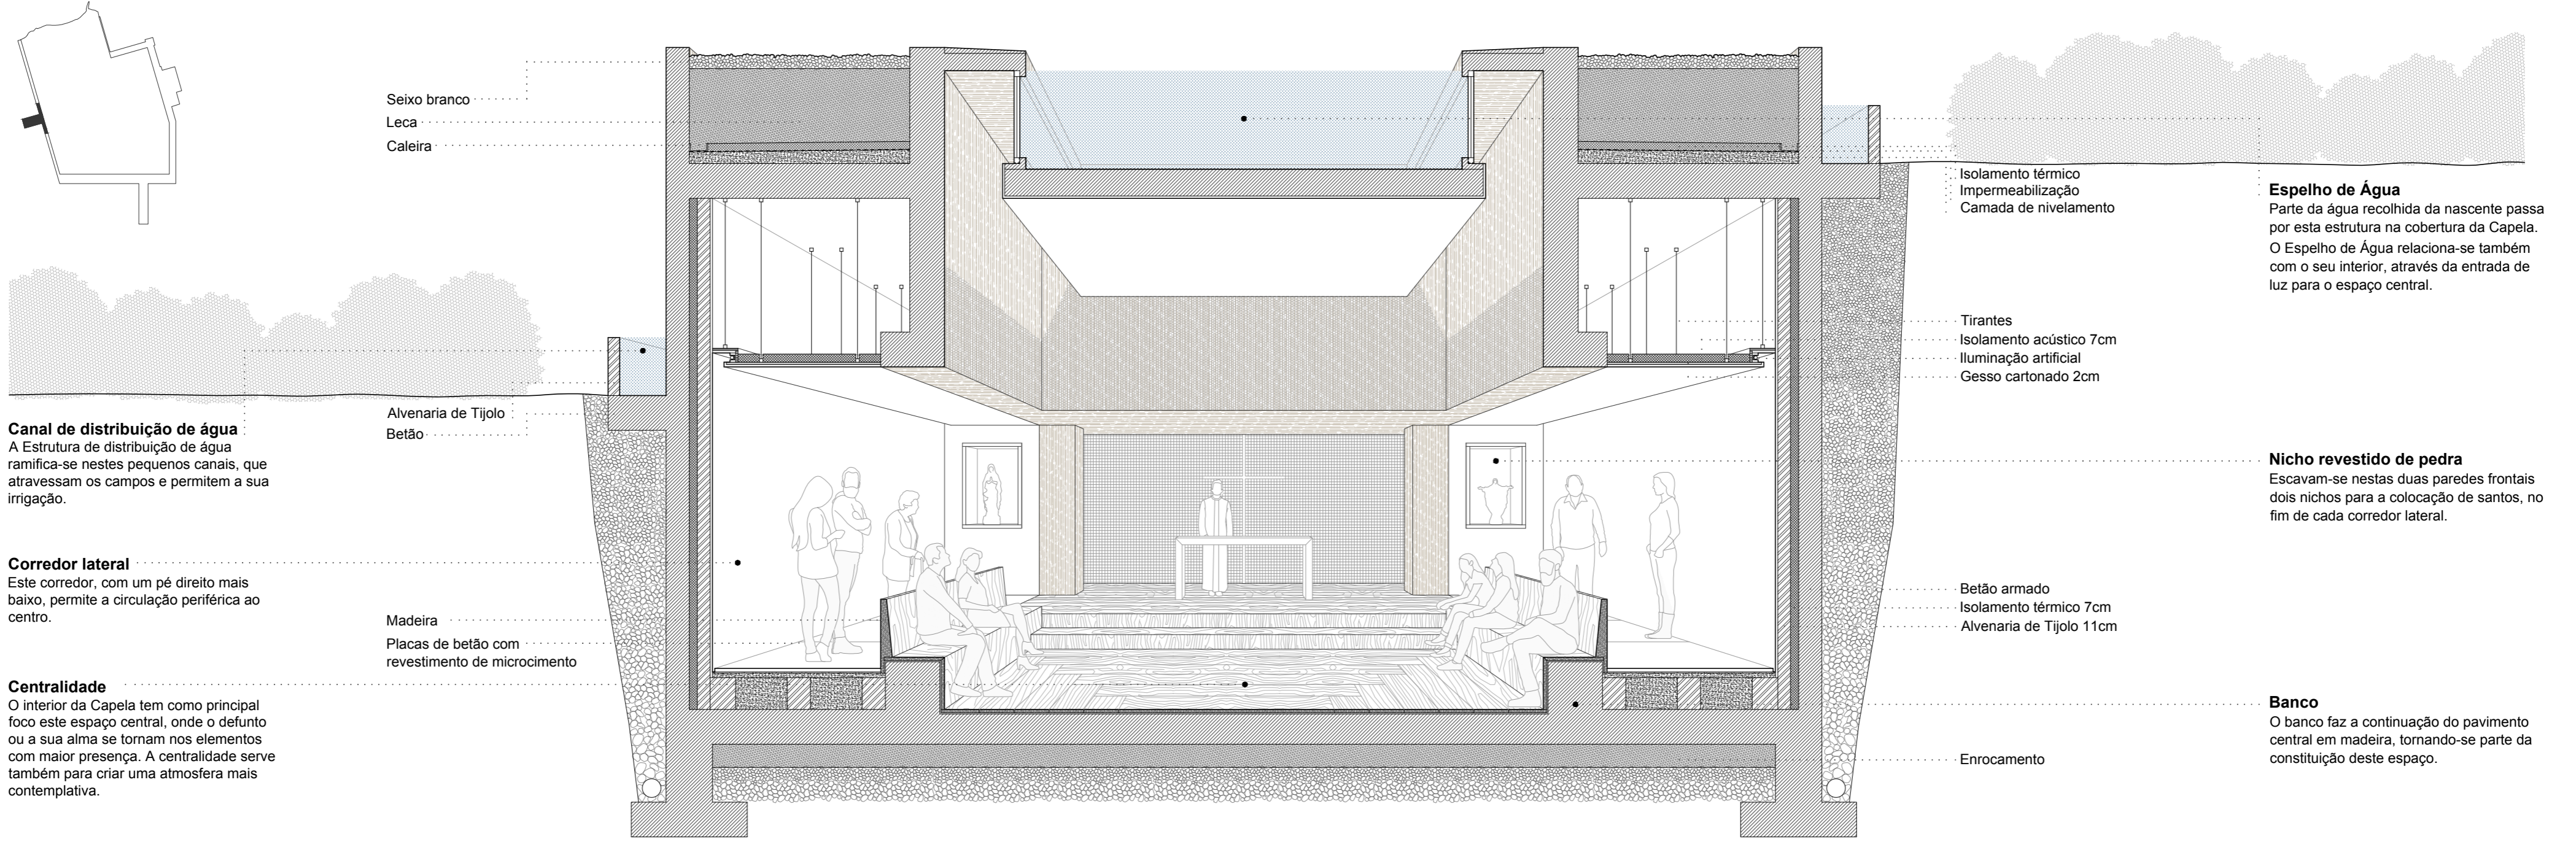 Seixo branco
Leca
Caleira
Alvenaria de Tijolo
Betão
Canal de distribuição de água
A Estrutura de distribuição de água
ramifica-se nestes pequenos canais, que
atravessam os campos e permitem a sua
irrigação.
Corredor lateral
Este corredor, com um pé direito mais
baixo, permite a circulação periférica ao
centro.
Madeira
Placas de betão com
revestimento de microcimento
Centralidade
O interior da Capela tem como principal
foco este espaço central, onde o defunto
ou a sua alma se tornam nos elementos
com maior presença. A centralidade serve
também para criar uma atmosfera mais
contemplativa.
Isolamento térmico
Impermeabilização
Camada de nivelamento
Espelho de Água
Parte da água recolhida da nascente passa
por esta estrutura na cobertura da Capela.
O Espelho de Água relaciona-se também
com o seu interior, através da entrada de
luz para o espaço central.
Tirantes
Isolamento acústico 7cm
Iluminação artificial
Gesso cartonado 2cm
Nicho revestido de pedra
Escavam-se nestas duas paredes frontais
dois nichos para a colocação de santos, no
fim de cada corredor lateral.
Betão armado
Isolamento térmico 7cm
Alvenaria de Tijolo 11cm
Banco
O banco faz a continuação do pavimento
central em madeira, tornando-se parte da
constituição deste espaço.
Enrocamento